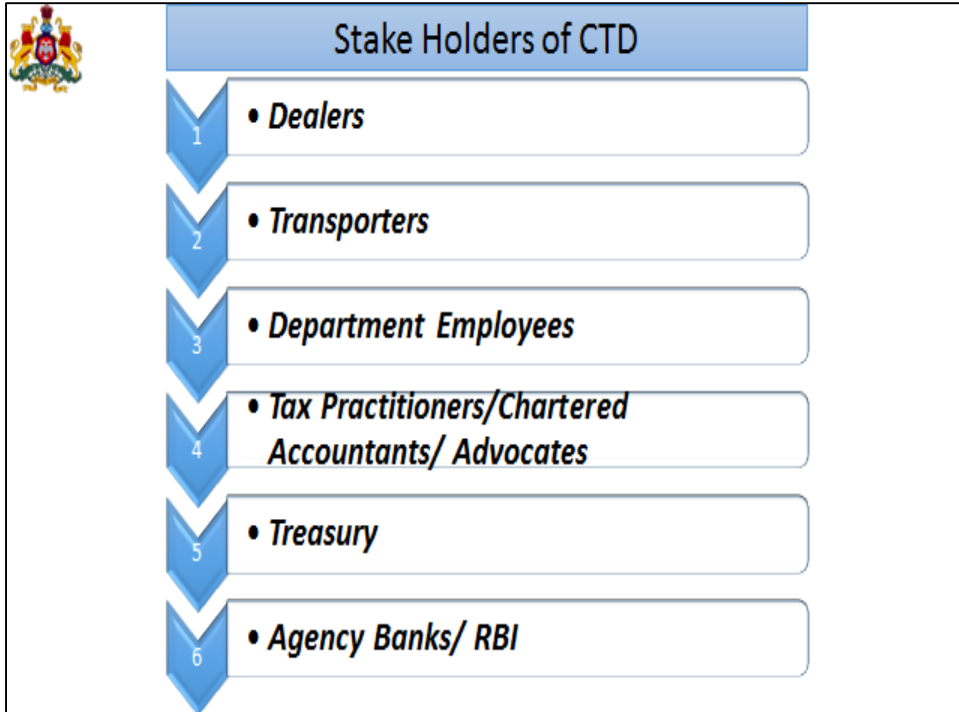 Stake Holders of CTD
1
• Dealers
2
• Transporters
3
• Department Employees
4
• Tax Practitioners/Chartered
Accountants/ Advocates
5
• Treasury
6
• Agency Banks/ RBI